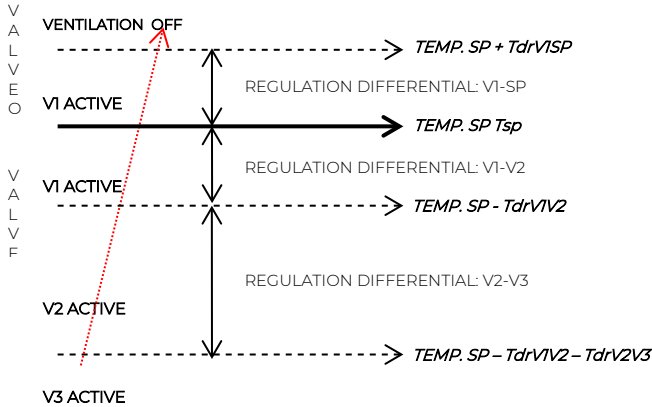 V
A
L
V
E
O
VENTILATION OFF
TEMP. SP + TdrV1SP
REGULATION DIFFERENTIAL: V1-SP
V1 ACTIVE
TEMP. SP Tsp
V
A
L
V
REGULATION DIFFERENTIAL: V1-V2
V1 ACTIVE
TEMP. SP - TdrV1V2
REGULATION DIFFERENTIAL: V2-V3
V2 ACTIVE
TEMP. SP – TdrV1V2 – TdrV2V3
V3 ACTIVE